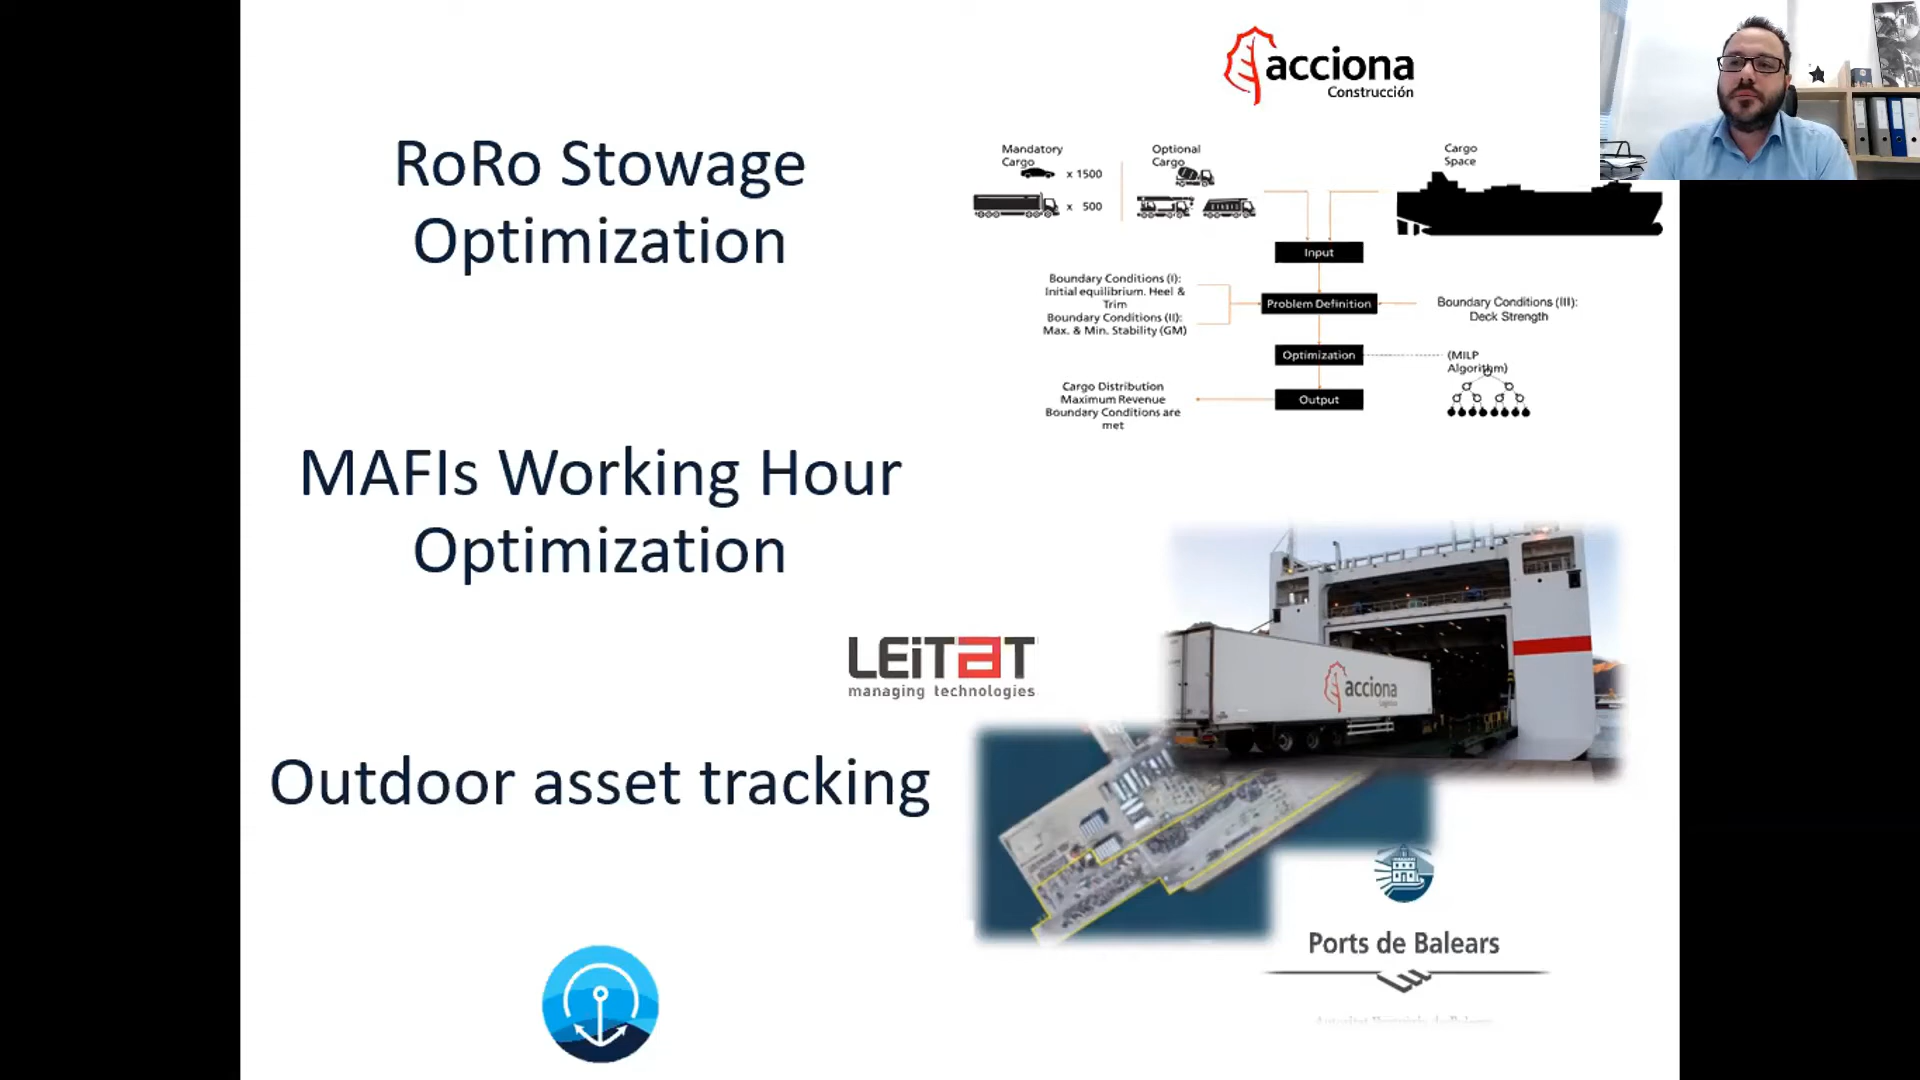 acciona
Construcción
RoRo Stowage
Optimization
Mandatory
Cargo
x 1500
x 500
Optional
Cargo
Cargo
Space
Input
Boundary Conditions (I):
Initial equilibrium. Heel &
Trim
Boundary Conditions (II):
Max. & Min. Stability (GM)
Problem Definition
Boundary Conditions (III):
Deck Strength
Optimization
(MILP
Algorithm)
Cargo Distribution
Maximum Revenue
Boundary Conditions are
met
Output
MAFIs Working Hour
Optimization
LEiTaT
managing technologies
acciona
Outdoor asset tracking
Ports de Balears